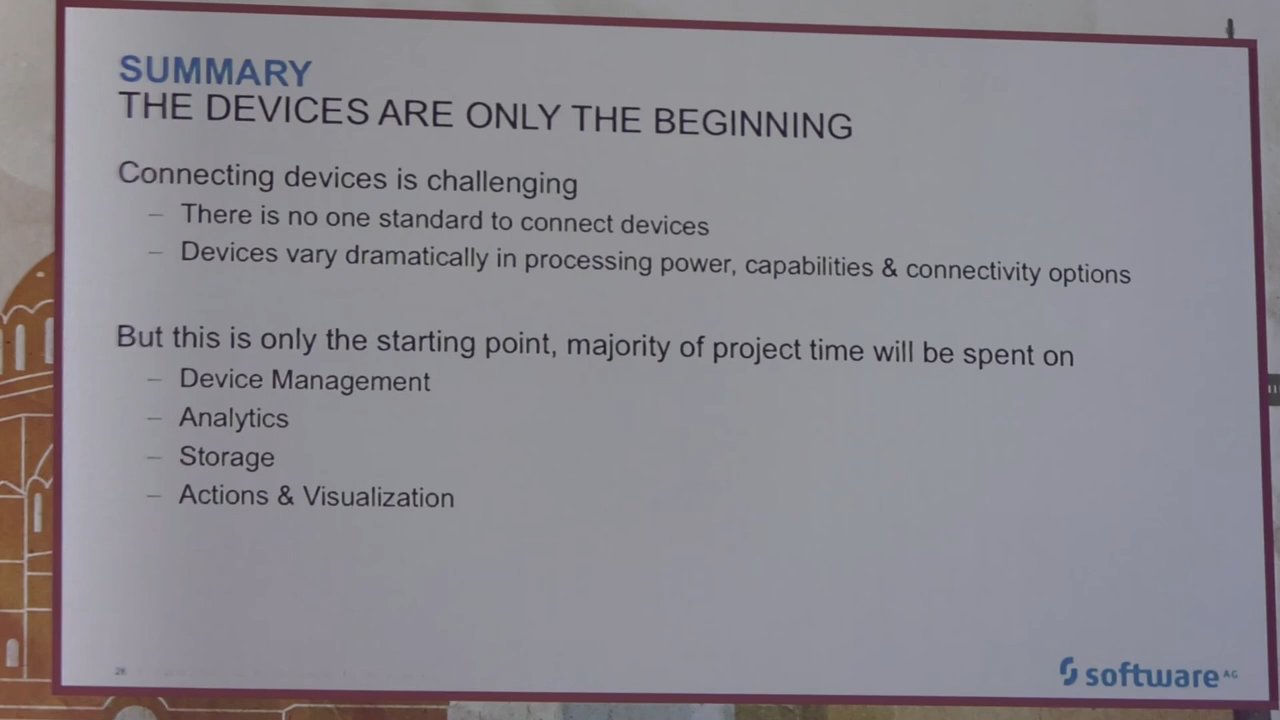 SUMMARY
THE DEVICES ARE ONLY THE BEGINNING
Connecting devices is challenging
– There is no one standard to connect devices
– Devices vary dramatically in processing power, capabilities & connectivity options
But this is only the starting point, majority of project time will be spent on
– Device Management
– Analytics
– Storage
– Actions & Visualization
software AG